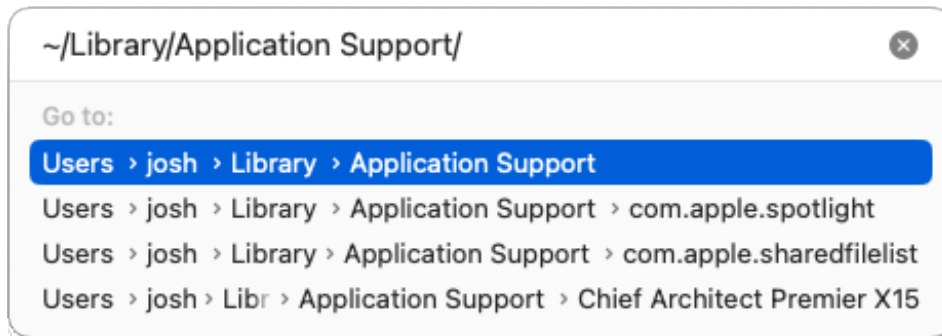 ~/Library/Application Support/
Go to:
Users › josh › Library › Application Support
Users › josh › Library › Application Support › com.apple.spotlight
Users › josh › Library › Application Support › com.apple.sharedfilelist
Users › josh › Libr › Application Support › Chief Architect Premier X15